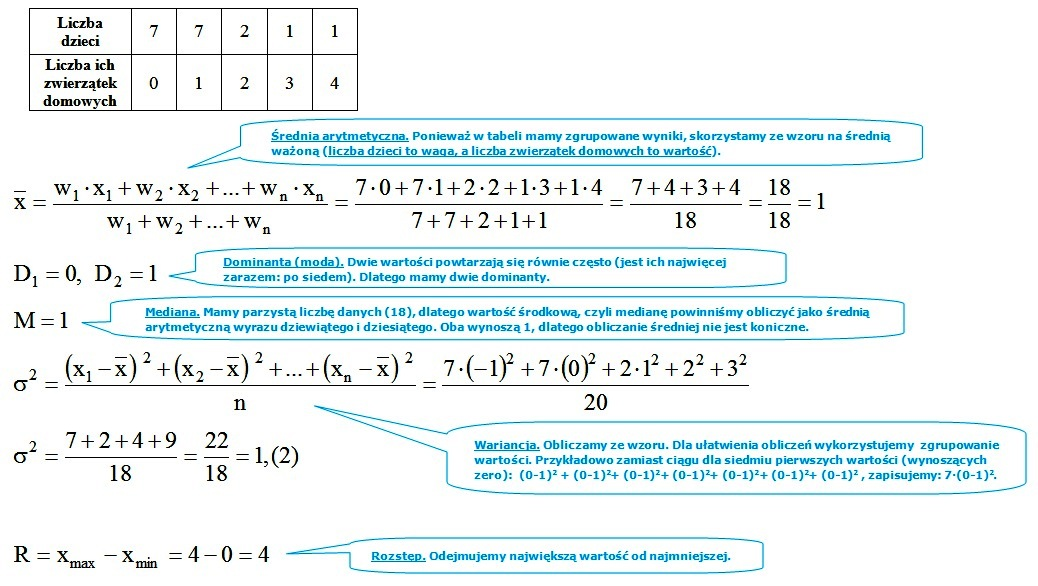 Liczba dzieci 7 7 2 1 1
Liczba ich zwierzątek domowych 0 1 2 3 4
Średnia arytmetyczna. Ponieważ w tabeli mamy zgrupowane wyniki, skorzystamy ze wzoru na średnią
ważoną (liczba dzieci to waga, a liczba zwierzątek domowych to wartość).
x̄ = (w₁·x₁+w₂·x₂+...+wₙ·xₙ)/(w₁+w₂+...+wₙ) = (7·0+7·1+2·2+1·3+1·4)/(7+7+2+1+1) = (7+4+3+4)/18 = 18/18 = 1
Dominanta (moda). Dwie wartości powtarzają się równie często (jest ich najwięcej
zarazem: po siedem). Dlatego mamy dwie dominanty.
D₁ = 0, D₂ = 1
Mediana. Mamy parzystą liczbę danych (18), dlatego wartość środkową, czyli medianę powinniśmy obliczyć jako średnią
arytmetyczną wyrazu dziewiątego i dziesiątego. Oba wynoszą 1, dlatego obliczanie średniej nie jest koniczne.
M = 1
σ² = ((x₁−x̄)²+(x₂−x̄)²+...+(xₙ−x̄)²)/n = (7·(−1)²+7·(0)²+2·1²+2²+3²)/20
Wariancja. Obliczamy ze wzoru. Dla ułatwienia obliczeń wykorzystujemy zgrupowanie
wartości. Przykładowo zamiast ciągu dla siedmiu pierwszych wartości (wynoszących
zero): (0-1)² + (0-1)²+ (0-1)²+ (0-1)²+ (0-1)²+ (0-1)²+ (0-1)² , zapisujemy: 7·(0-1)².
σ² = (7+2+4+9)/18 = 22/18 = 1,(2)
R = xmax − xmin = 4−0 = 4
Rozstęp. Odejmujemy największą wartość od najmniejszej.